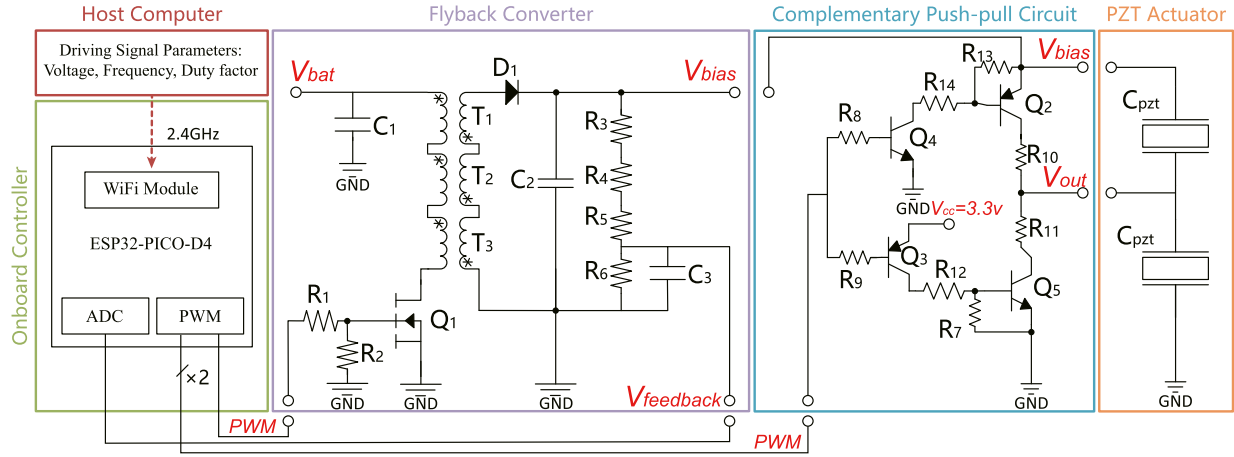 Host Computer
Driving Signal Parameters:
Voltage, Frequency, Duty factor
Onboard Controller
2.4GHz
WiFi Module
ESP32-PICO-D4
ADC
PWM
×2
PWM
Flyback Converter
Vbat
D1
Vbias
C1
GND
T1
T2
T3
C2
R3
R4
R5
R6
C3
R1
R2
Q1
GND
GND
GND
Vfeedback
Complementary Push-pull Circuit
R13
Vbias
R14
Q2
R8
Q4
R10
GND
Vout
Vcc=3.3v
R11
Q3
R9
R12
Q5
R7
GND
PWM
PZT Actuator
Cpzt
Cpzt
GND